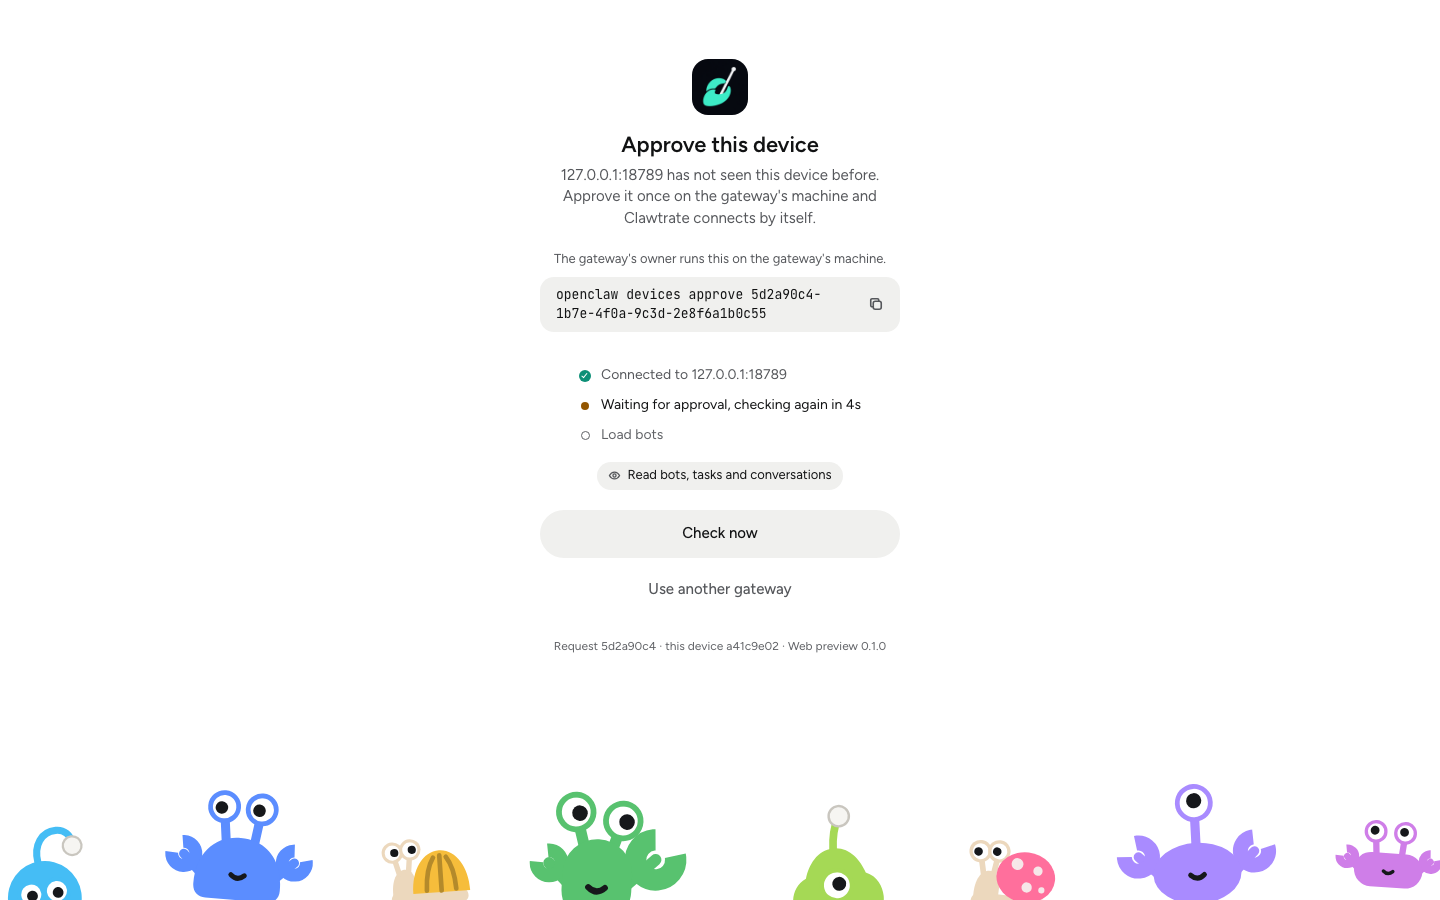 Approve this device
127.0.0.1:18789 has not seen this device before.
Approve it once on the gateway's machine and
Clawtrate connects by itself.
The gateway's owner runs this on the gateway's machine.
openclaw devices approve 5d2a90c4-
1b7e-4f0a-9c3d-2e8f6a1b0c55
Connected to 127.0.0.1:18789
Waiting for approval, checking again in 4s
Load bots
Read bots, tasks and conversations
Check now
Use another gateway
Request 5d2a90c4 · this device a41c9e02 · Web preview 0.1.0